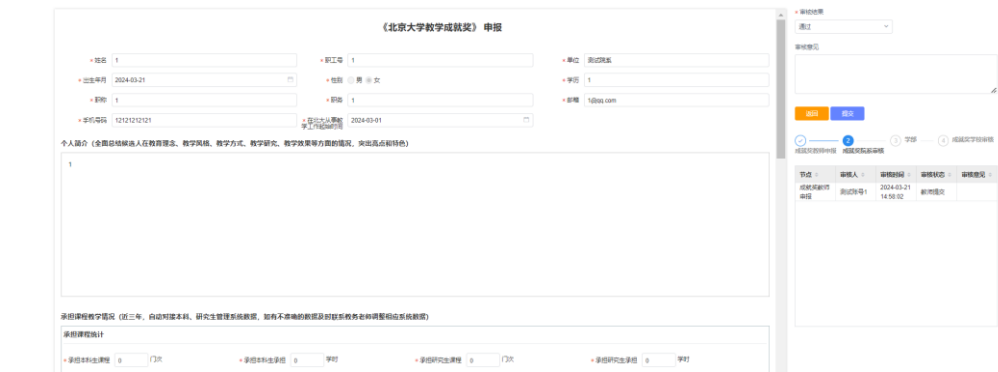 《北京大学教学成就奖》 申报
* 姓名 1 * 职工号 1 * 单位 测试院系
* 出生年月 2024-03-21 * 性别 男 女 * 学历 1
* 职称 1 * 职务 1 * 邮箱 1@qq.com
* 手机号码 12121212121 * 在北大从事教学工作起始时间 2024-03-01
个人简介（全面总结候选人在教育理念、教学风格、教学方式、教学研究、教学效果等方面的情况，突出亮点和特色）
1
承担课程教学情况（近三年，自动对接本科、研究生管理系统数据，如有不准确的数据及时联系教务老师调整相应系统数据）
承担课程统计
* 承担本科生课程 0 门次 * 承担本科生承担 0 学时 * 承担研究生课程 0 门次 * 承担研究生承担 0 学时
* 审核结果
通过
审核意见
返回 提交
成就奖教师申报 2 成就奖院系审核 3 学部 4 成就奖学校审核
节点 审核人 审核时间 审核状态 审核意见
成就奖教师申报 测试账号1 2024-03-21 14:58:02 教师提交